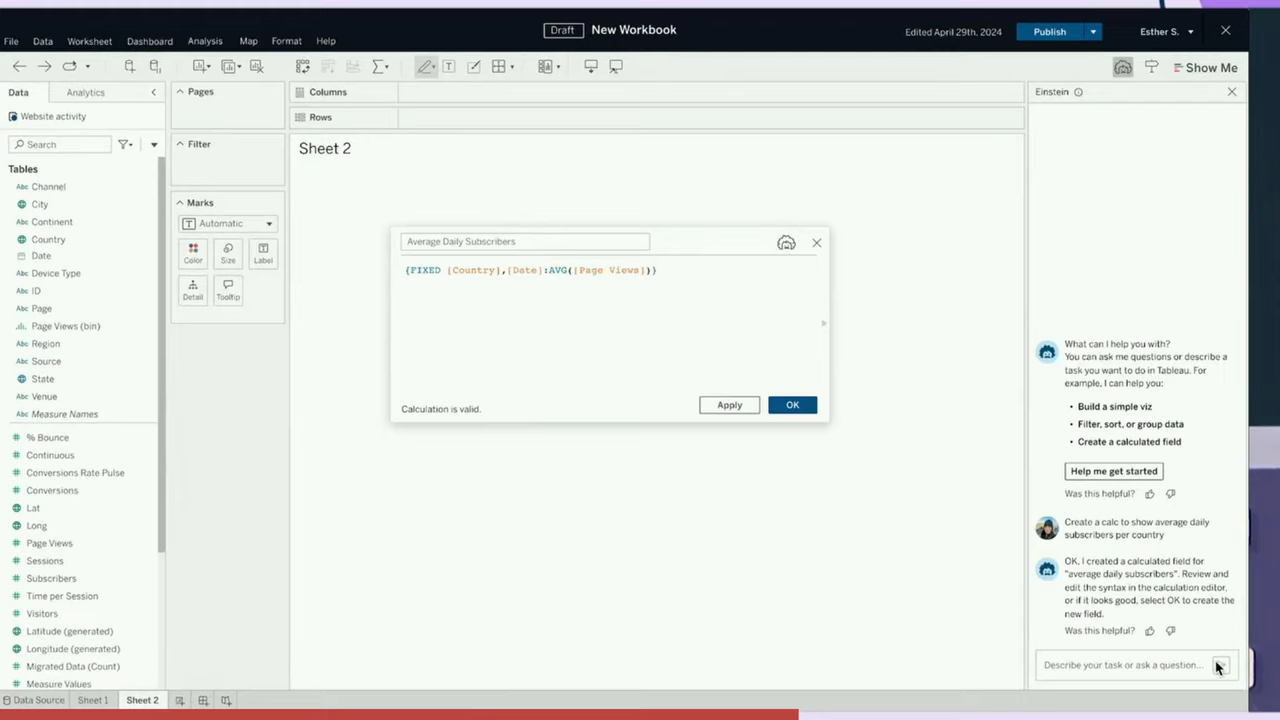 Draft New Workbook
Edited April 29th, 2024
Publish
Esther S.
File Data Worksheet Dashboard Analysis Map Format Help
Show Me
Data Analytics
Website activity
Search
Tables
Abc Channel
City
Abc Continent
Country
Date
Abc Device Type
Abc ID
Abc Page
Page Views (bin)
Abc Region
Abc Source
State
Abc Venue
Abc Measure Names
% Bounce
Continuous
Conversions Rate Pulse
Conversions
Lat
Long
Page Views
Sessions
Subscribers
Time per Session
Visitors
Latitude (generated)
Longitude (generated)
Migrated Data (Count)
Measure Values
Pages
Filter
Marks
Automatic
Color Size Label
Detail Tooltip
Columns
Rows
Sheet 2
Average Daily Subscribers
{FIXED [Country],[Date]:AVG([Page Views])}
Calculation is valid.
Apply OK
Einstein
What can I help you with?
You can ask me questions or describe a
task you want to do in Tableau. For
example, I can help you:
• Build a simple viz
• Filter, sort, or group data
• Create a calculated field
Help me get started
Was this helpful?
Create a calc to show average daily
subscribers per country
OK, I created a calculated field for
"average daily subscribers". Review and
edit the syntax in the calculation editor,
or if it looks good, select OK to create the
new field.
Was this helpful?
Describe your task or ask a question...
Data Source Sheet 1 Sheet 2